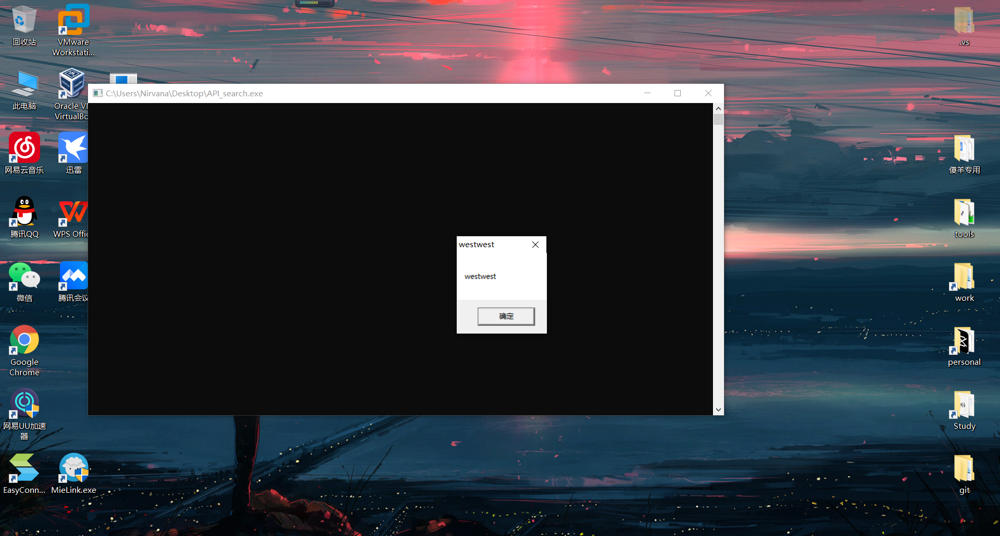 回收站
VMware
Workstati...
.vs
此电脑
Oracle V
VirtualBo
C:\Users\Nirvana\Desktop\API_search.exe
网易云音乐
迅雷
傻羊专用
腾讯QQ
WPS Offic
tools
westwest
westwest
确定
微信
腾讯会议
work
Google
Chrome
personal
网易UU加速
器
Study
EasyConn...
MieLink.exe
git